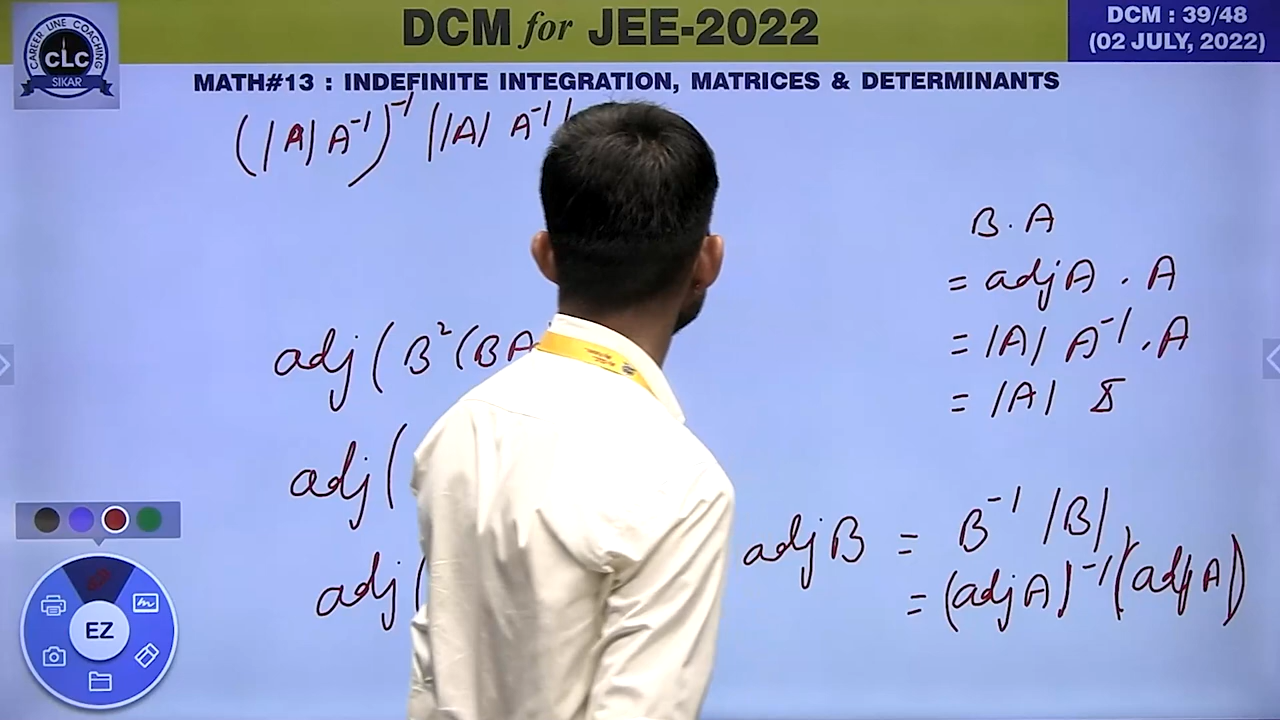 DCM for JEE-2022
DCM : 39/48
(02 JULY, 2022)
CAREER LINE COACHING
CLC
SIKAR
MATH#13 : INDEFINITE INTEGRATION, MATRICES & DETERMINANTS
(|A| A⁻¹)⁻¹ (|A| A⁻¹|
B . A
= adj A . A
= |A| A⁻¹ . A
= |A| I
adj ( B² (BA
adj (
adj (
adj B = B⁻¹ |B|
= (adj A)⁻¹ (adj A)
EZ